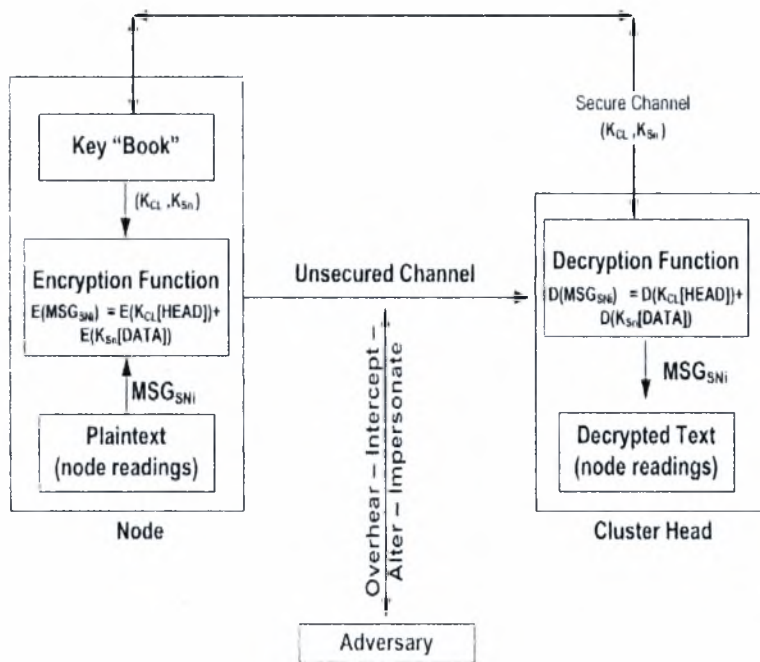 Secure Channel
(K_CL ,K_Sn)
Key "Book"
(K_CL ,K_Sn)
Encryption Function
E(MSG_SNi) = E(K_CL[HEAD])+
E(K_Sn[DATA])
MSG_SNi
Plaintext
(node readings)
Node
Unsecured Channel
Overhear – Intercept –
Alter – Impersonate
Adversary
Decryption Function
D(MSG_SNi) = D(K_CL[HEAD])+
D(K_Sn[DATA])
MSG_SNi
Decrypted Text
(node readings)
Cluster Head